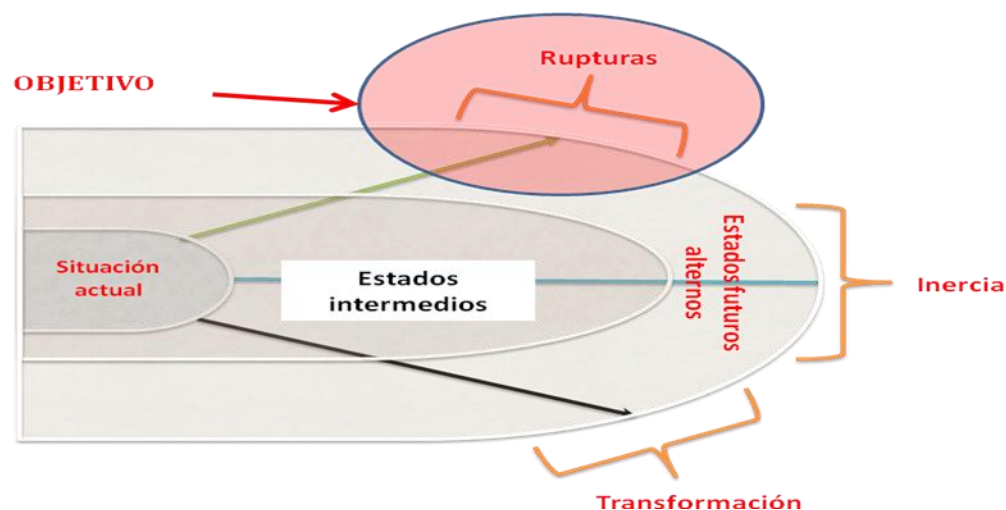 Rupturas
OBJETIVO
Situación
actual
Estados
intermedios
Estados futuros
alternos
Inercia
Transformación